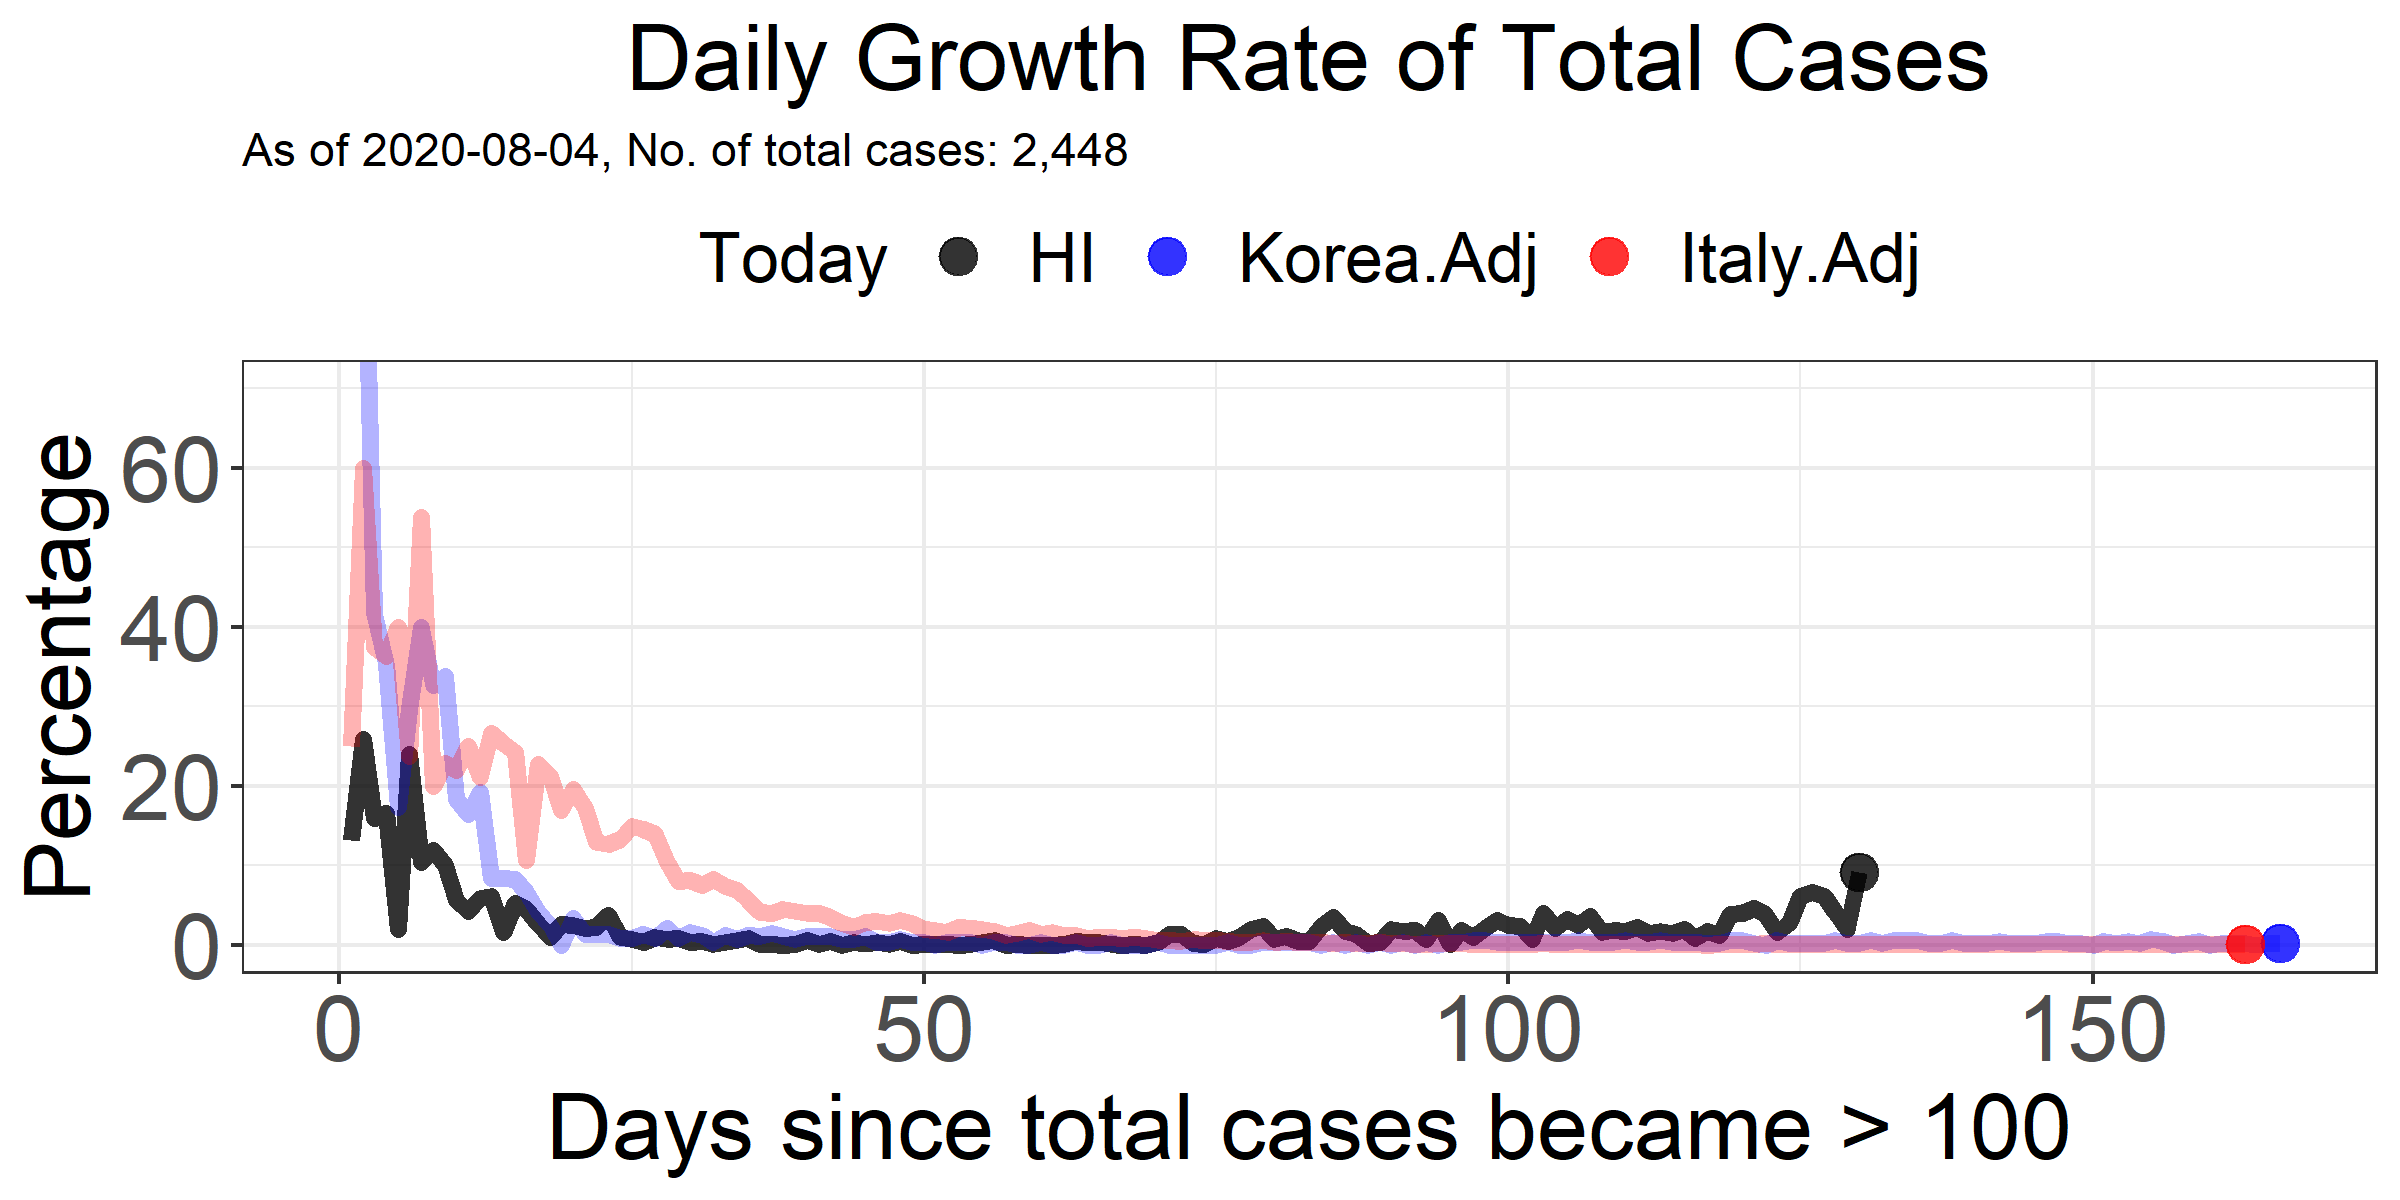 Daily Growth Rate of Total Cases
As of 2020-08-04, No. of total cases: 2,448
Today HI Korea.Adj Italy.Adj
Percentage
60
40
20
0
0 50 100 150
Days since total cases became > 100